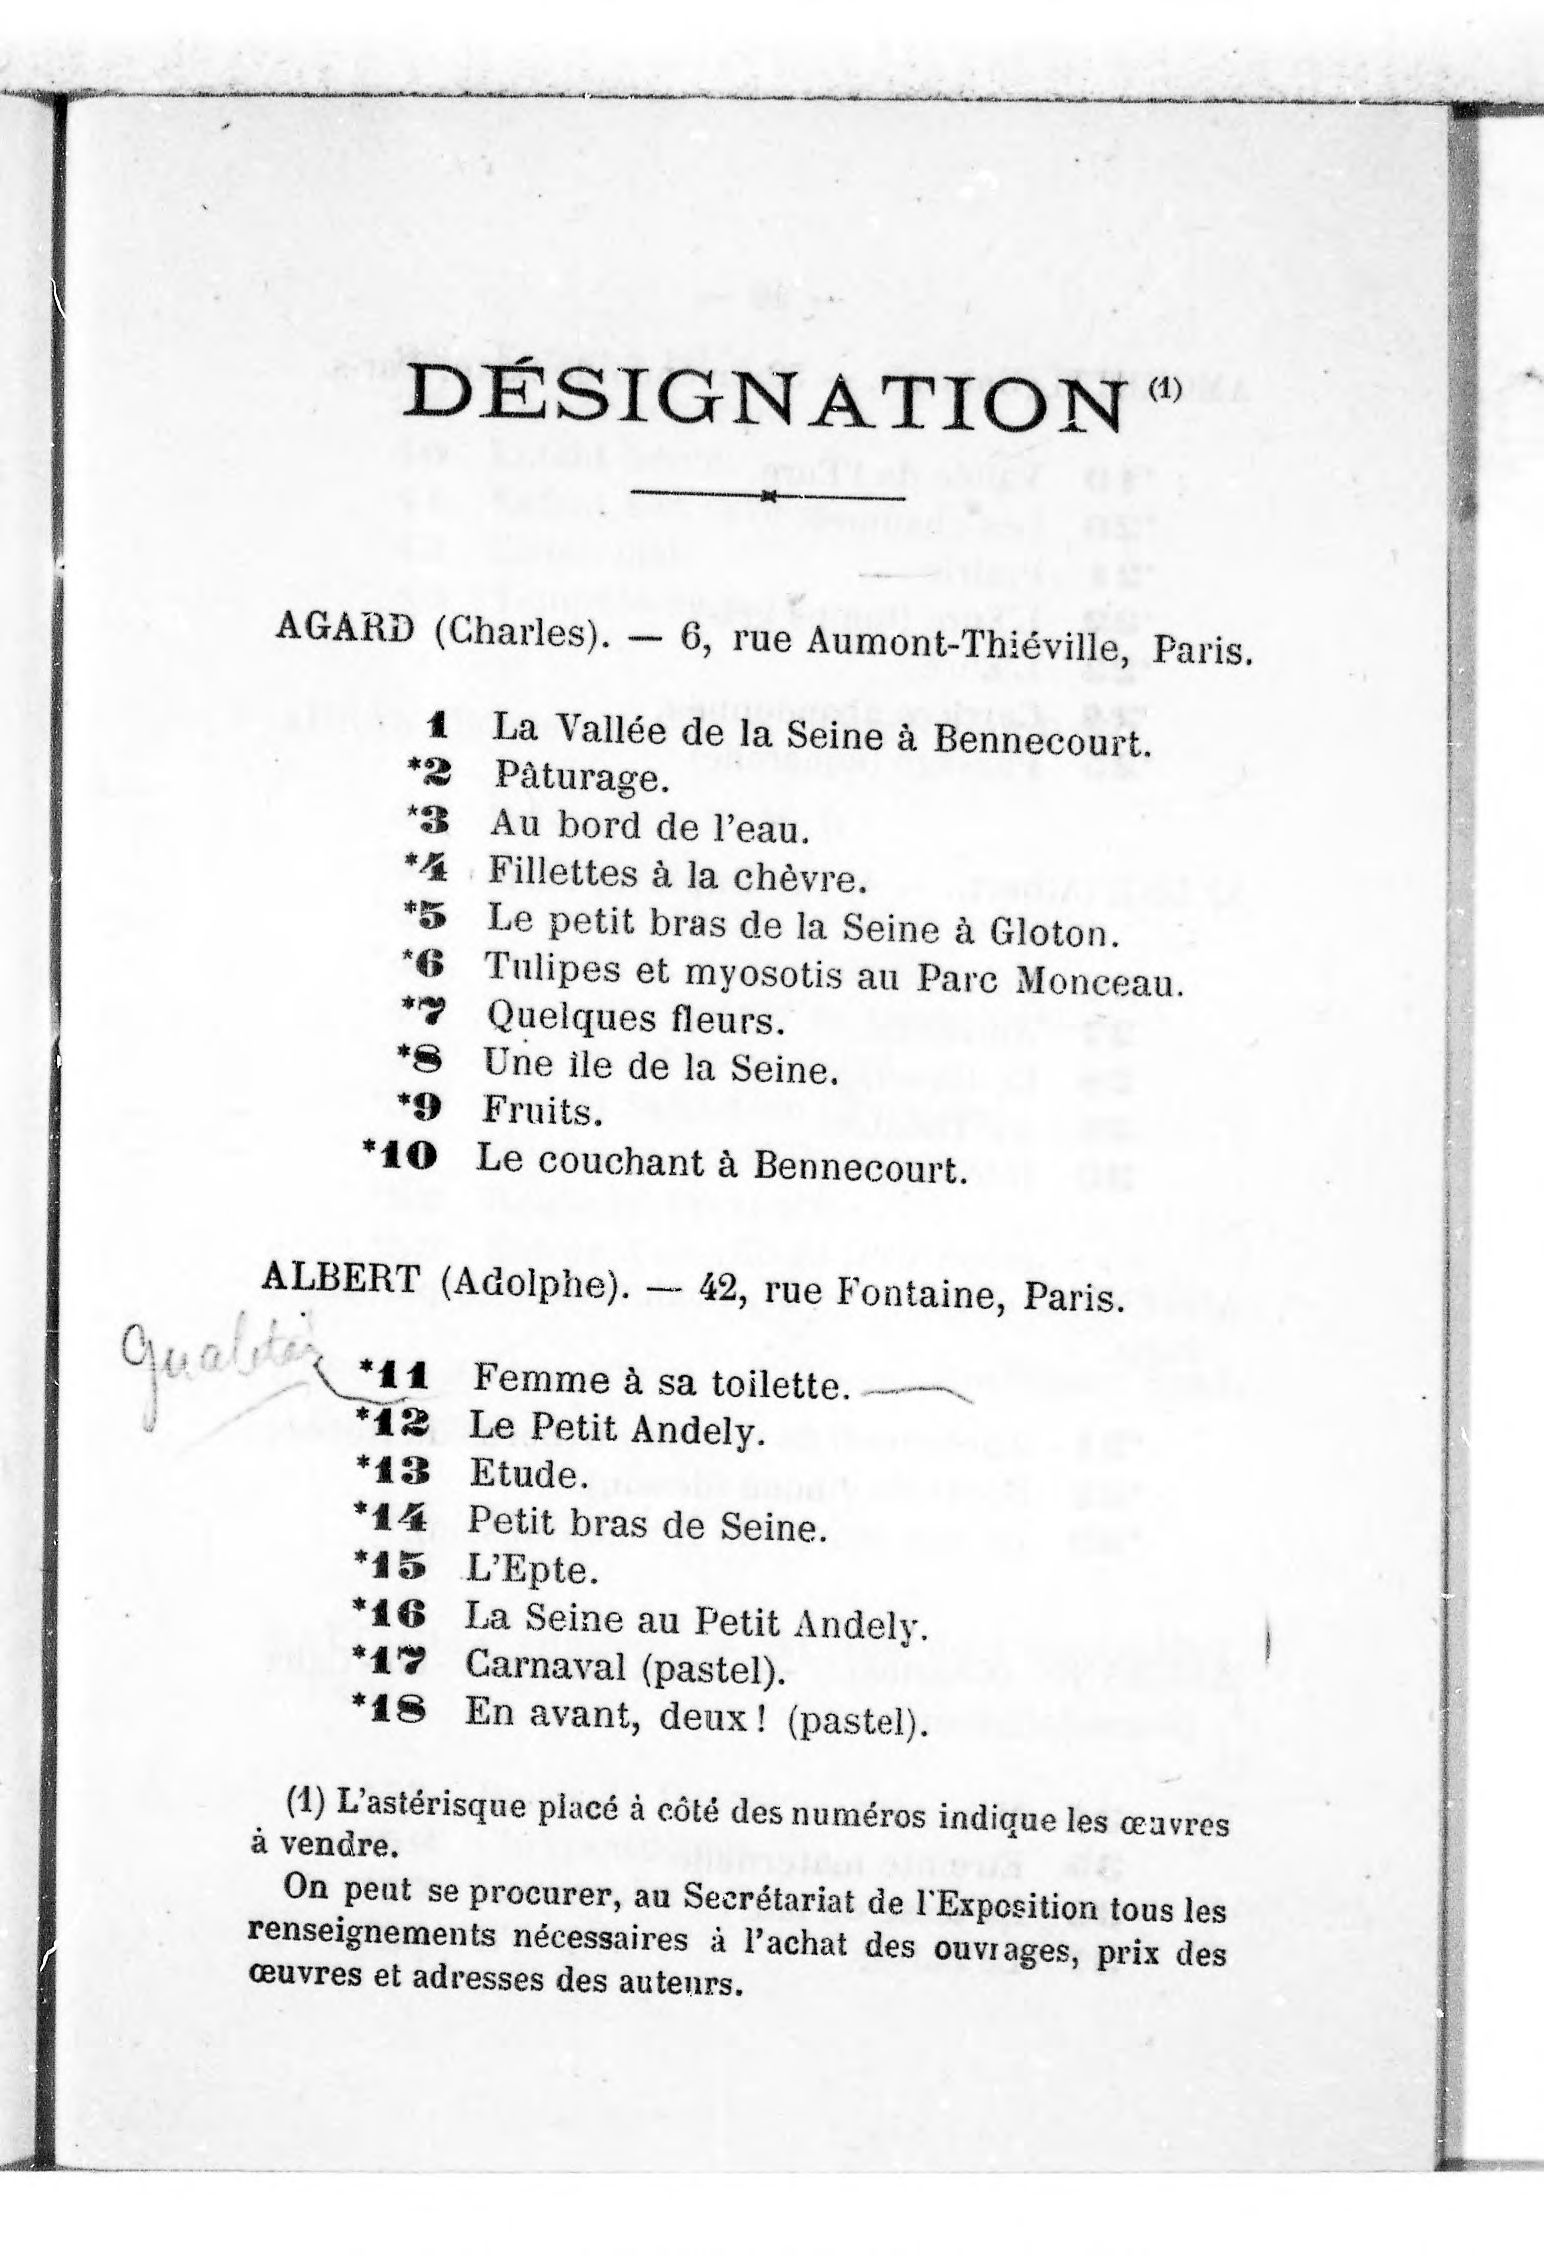 DÉSIGNATION (1)
AGARD (Charles). — 6, rue Aumont-Thiéville, Paris.
1 La Vallée de la Seine à Bennecourt.
*2 Pâturage.
*3 Au bord de l'eau.
*4 Fillettes à la chèvre.
*5 Le petit bras de la Seine à Gloton.
*6 Tulipes et myosotis au Parc Monceau.
*7 Quelques fleurs.
*8 Une île de la Seine.
*9 Fruits.
*10 Le couchant à Bennecourt.
ALBERT (Adolphe). — 42, rue Fontaine, Paris.
*11 Femme à sa toilette.
*12 Le Petit Andely.
*13 Etude.
*14 Petit bras de Seine.
*15 L'Epte.
*16 La Seine au Petit Andely.
*17 Carnaval (pastel).
*18 En avant, deux ! (pastel).
(1) L'astérisque placé à côté des numéros indique les œuvres
à vendre.
On peut se procurer, au Secrétariat de l'Exposition tous les
renseignements nécessaires à l'achat des ouvrages, prix des
œuvres et adresses des auteurs.